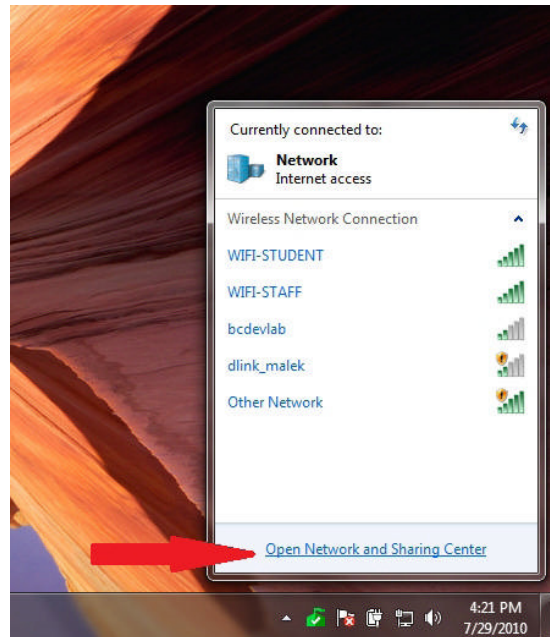 Currently connected to:
Network
Internet access
Wireless Network Connection
WIFI-STUDENT
WIFI-STAFF
bcdevlab
dlink_malek
Other Network
Open Network and Sharing Center
4:21 PM
7/29/2010